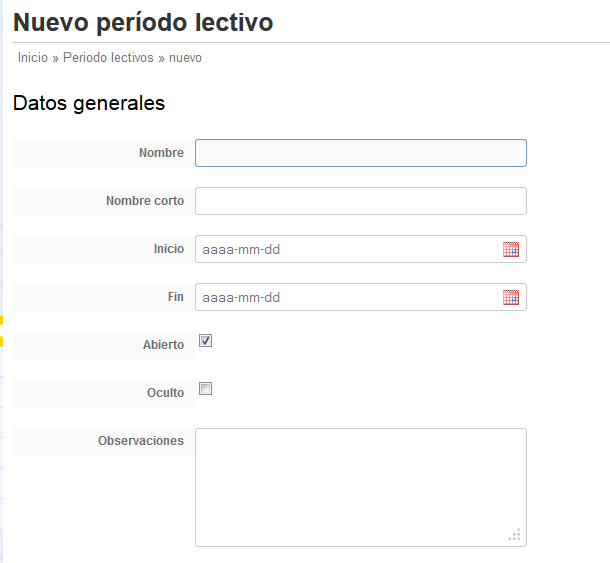 Nuevo período lectivo
Inicio » Periodo lectivos » nuevo
Datos generales
Nombre
Nombre corto
Inicio aaaa-mm-dd
Fin aaaa-mm-dd
Abierto
Oculto
Observaciones